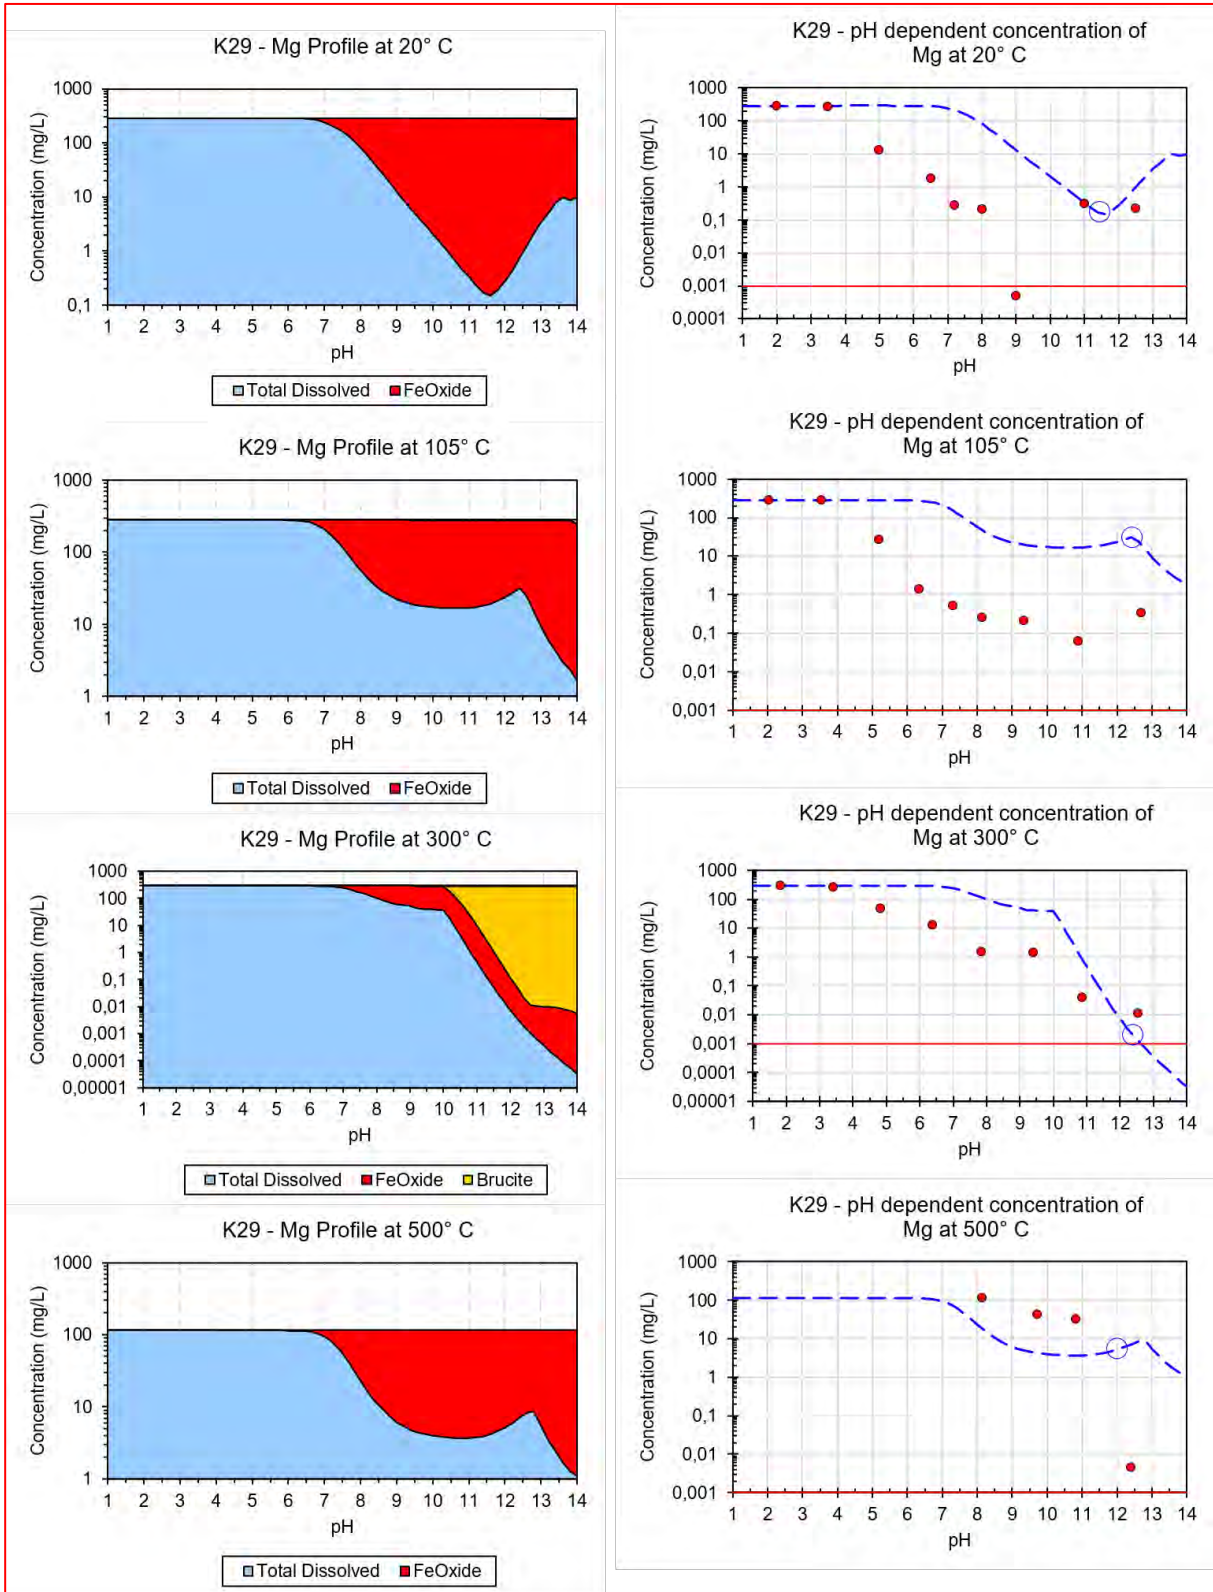 K29 - Mg Profile at 20° C
Concentration (mg/L)
1000
100
10
1
0,1
1 2 3 4 5 6 7 8 9 10 11 12 13 14
pH
Total Dissolved FeOxide
K29 - pH dependent concentration of
Mg at 20° C
Concentration (mg/L)
1000
100
10
1
0,1
0,01
0,001
0,0001
1 2 3 4 5 6 7 8 9 10 11 12 13 14
pH
K29 - Mg Profile at 105° C
Concentration (mg/L)
1000
100
10
1
1 2 3 4 5 6 7 8 9 10 11 12 13 14
pH
Total Dissolved FeOxide
K29 - pH dependent concentration of
Mg at 105° C
Concentration (mg/L)
1000
100
10
1
0,1
0,01
0,001
1 2 3 4 5 6 7 8 9 10 11 12 13 14
pH
K29 - Mg Profile at 300° C
Concentration (mg/L)
1000
100
10
1
0,1
0,01
0,001
0,0001
0,00001
1 2 3 4 5 6 7 8 9 10 11 12 13 14
pH
Total Dissolved FeOxide Brucite
K29 - pH dependent concentration of
Mg at 300° C
Concentration (mg/L)
1000
100
10
1
0,1
0,01
0,001
0,0001
0,00001
1 2 3 4 5 6 7 8 9 10 11 12 13 14
pH
K29 - Mg Profile at 500° C
Concentration (mg/L)
1000
100
10
1
1 2 3 4 5 6 7 8 9 10 11 12 13 14
pH
Total Dissolved FeOxide
K29 - pH dependent concentration of
Mg at 500° C
Concentration (mg/L)
1000
100
10
1
0,1
0,01
0,001
1 2 3 4 5 6 7 8 9 10 11 12 13 14
pH